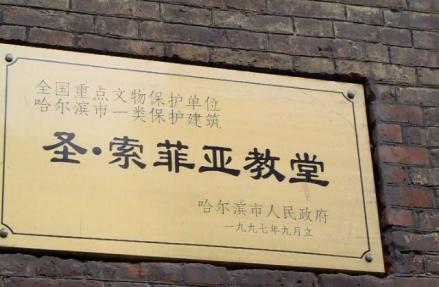 全国重点文物保护单位
哈尔滨市一类保护建筑
圣·索菲亚教堂
哈尔滨市人民政府
一九九七年九月立